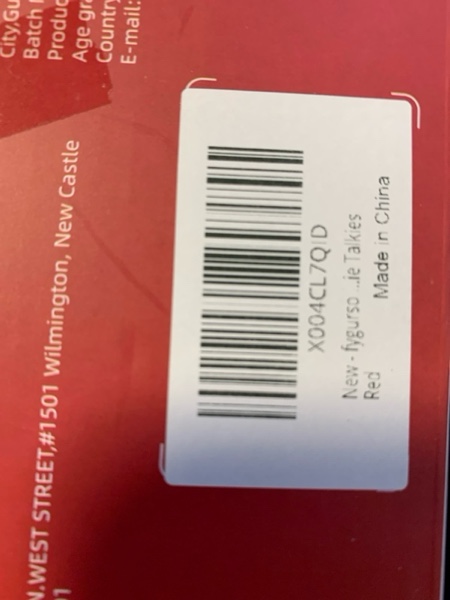 City,Gu
Batch
Produc
Age gr
Country
E-mail:
N.WEST STREET,#1501 Wilmington, New Castle
X004CL7QID
New - fygurso ...ie Talkies
Red
Made in China